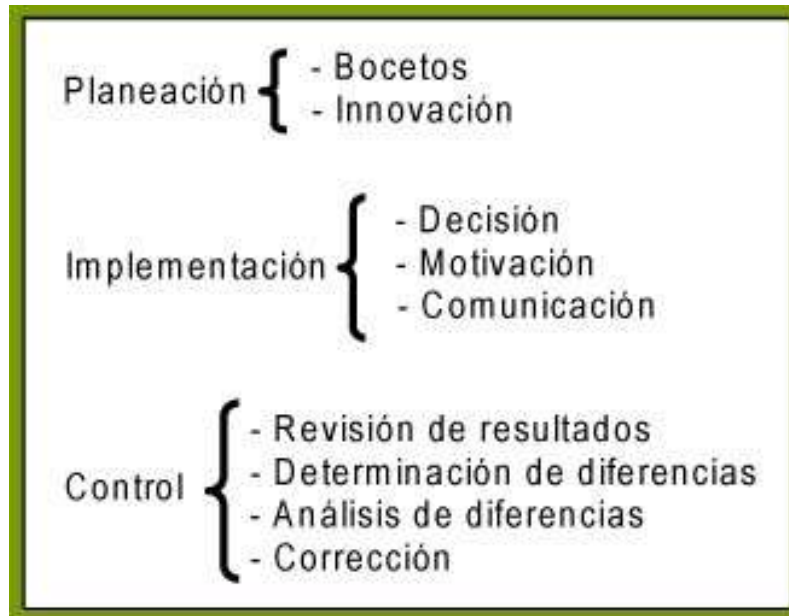 Planeación
- Bocetos
- Innovación
Implementación
- Decisión
- Motivación
- Comunicación
Control
- Revisión de resultados
- Determinación de diferencias
- Análisis de diferencias
- Corrección